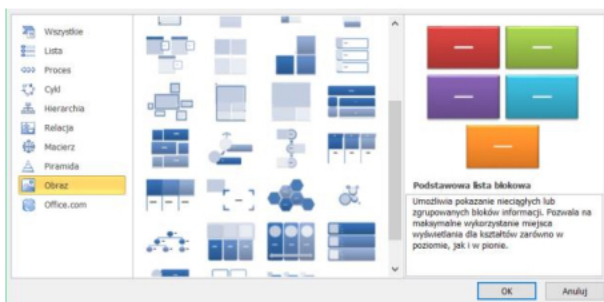 Wszystkie
Lista
Proces
Cykl
Hierarchia
Relacja
Macierz
Piramida
Obraz
Office.com
Podstawowa lista blokowa
Umożliwia pokazanie nieciągłych lub
zgrupowanych bloków informacji. Pozwala na
maksymalne wykorzystanie miejsca
wyświetlania dla kształtów zarówno w
poziomie, jak i w pionie.
OK
Anuluj